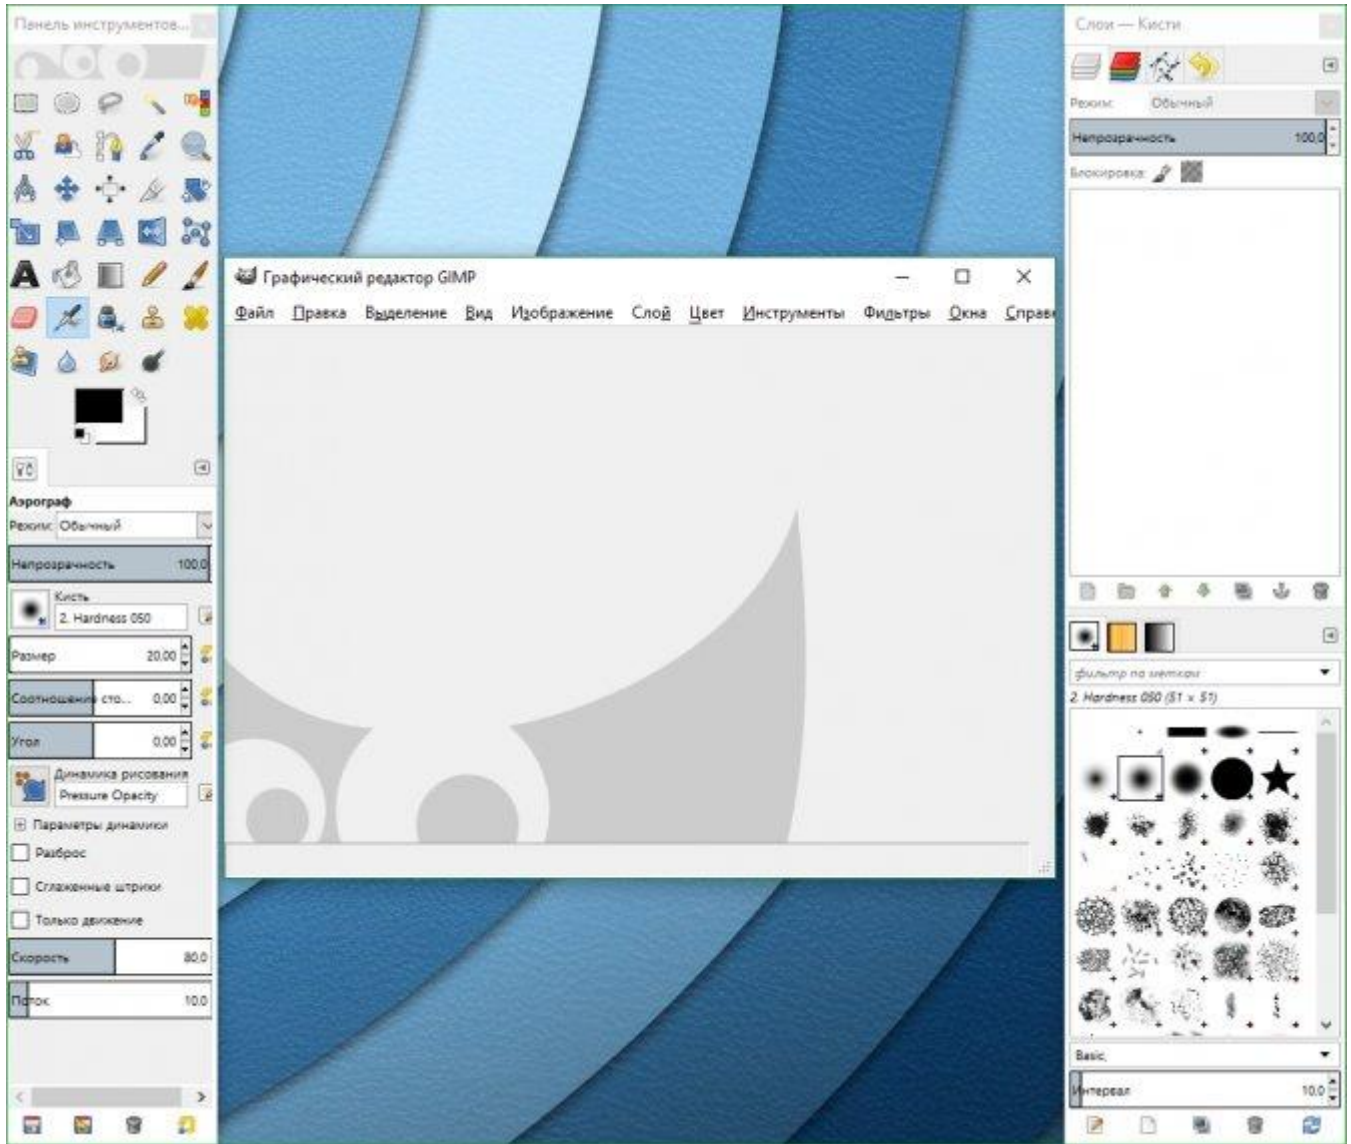 Панель инструментов...
Аэрограф
Режим: Обычный
Непрозрачность 100,0
Кисть
2. Hardness 050
Размер 20,00
Соотношение сто... 0,00
Угол 0,00
Динамика рисования
Pressure Opacity
Параметры динамики
Разброс
Сглаженные штрихи
Только движение
Скорость 80,0
Поток 10,0
Графический редактор GIMP
Файл Правка Выделение Вид Изображение Слой Цвет Инструменты Фильтры Окна Справк
Слои — Кисти
Режим: Обычный
Непрозрачность 100,0
Блокировка:
фильтр по меткам
2. Hardness 050 (51 × 51)
Basic,
Интервал 10,0